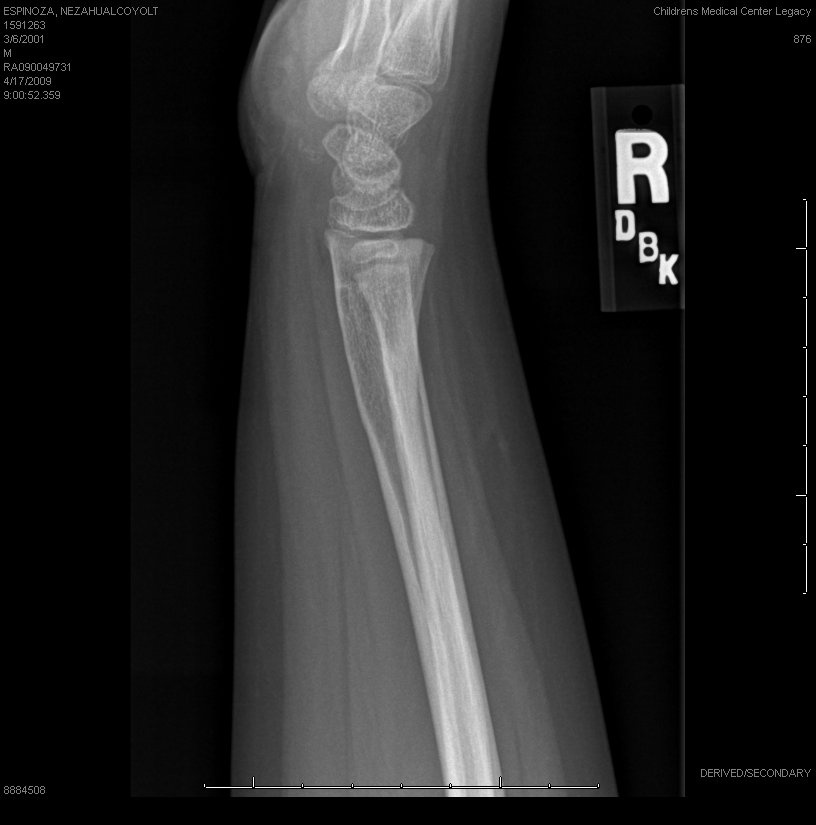 ESPINOZA, NEZAHUALCOYOLT
1591263
3/6/2001
M
RA090049731
4/17/2009
9:00:52.359
Childrens Medical Center Legacy
876
R
D
B
K
8884508
DERIVED/SECONDARY